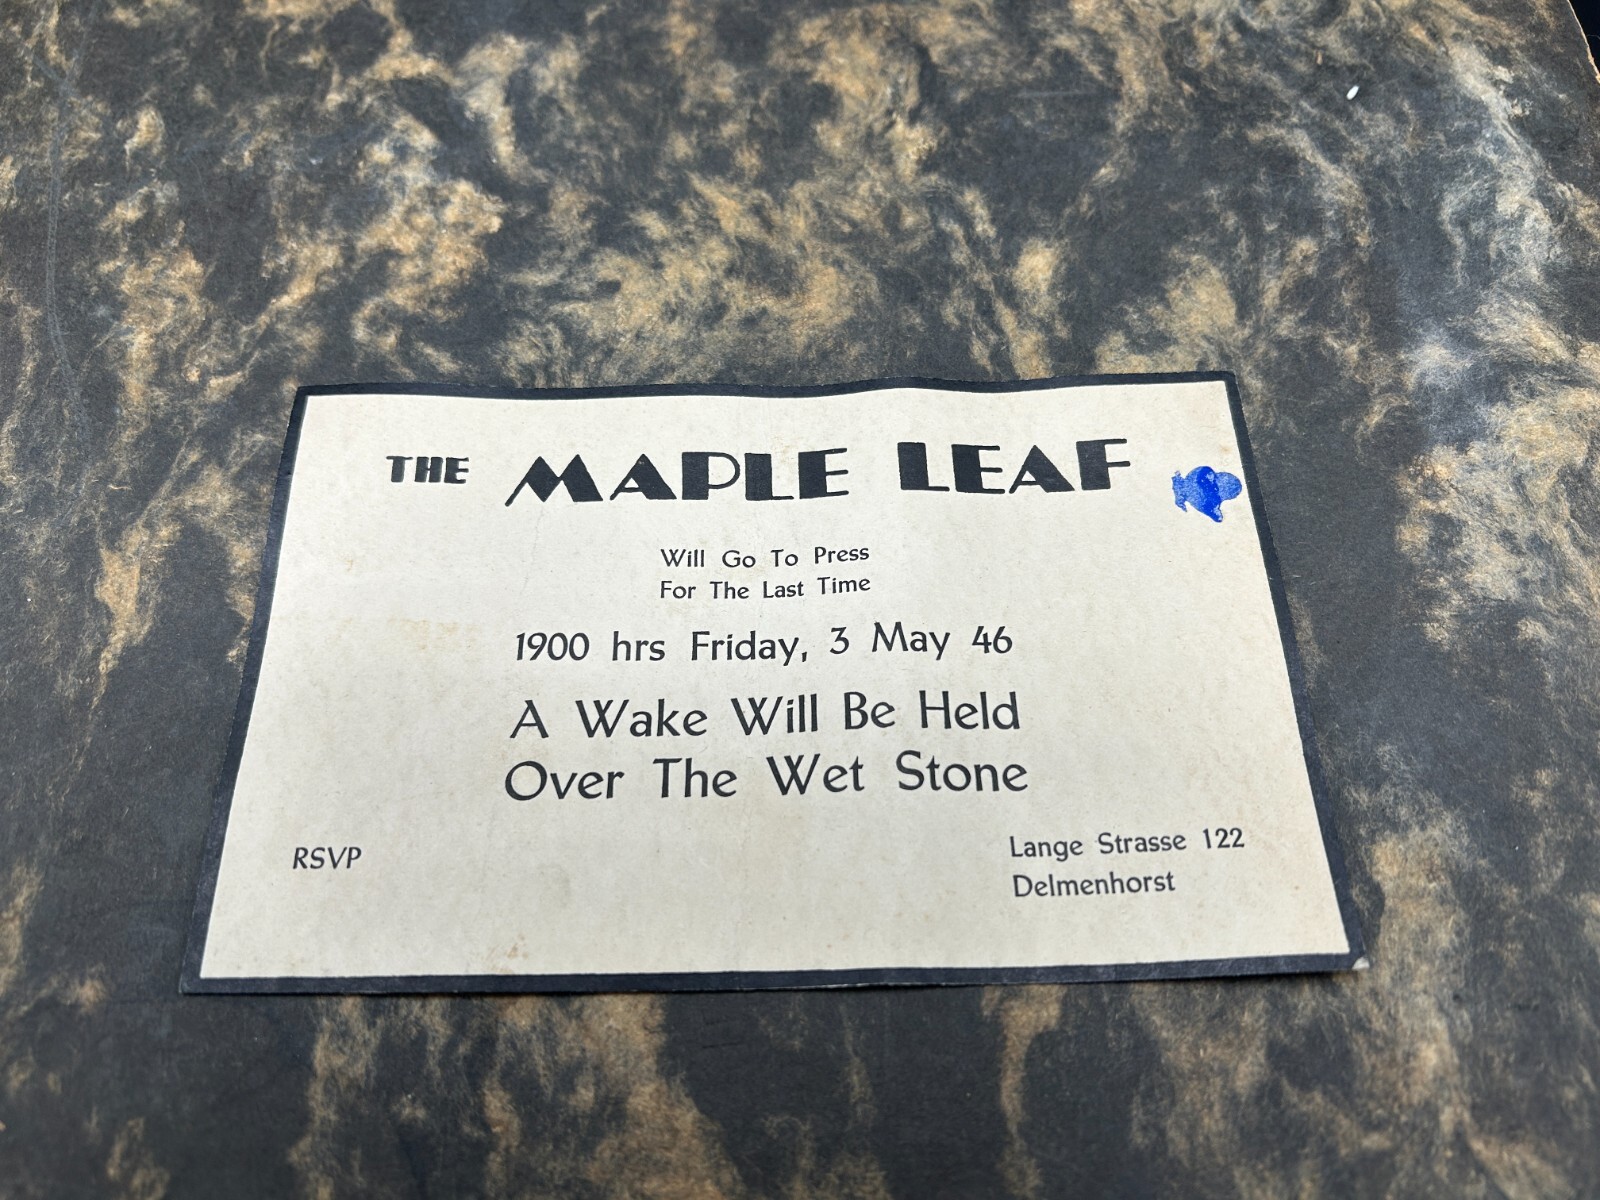 THE MAPLE LEAF
Will Go To Press
For The Last Time
1900 hrs Friday, 3 May 46
A Wake Will Be Held
Over The Wet Stone
RSVP
Lange Strasse 122
Delmenhorst